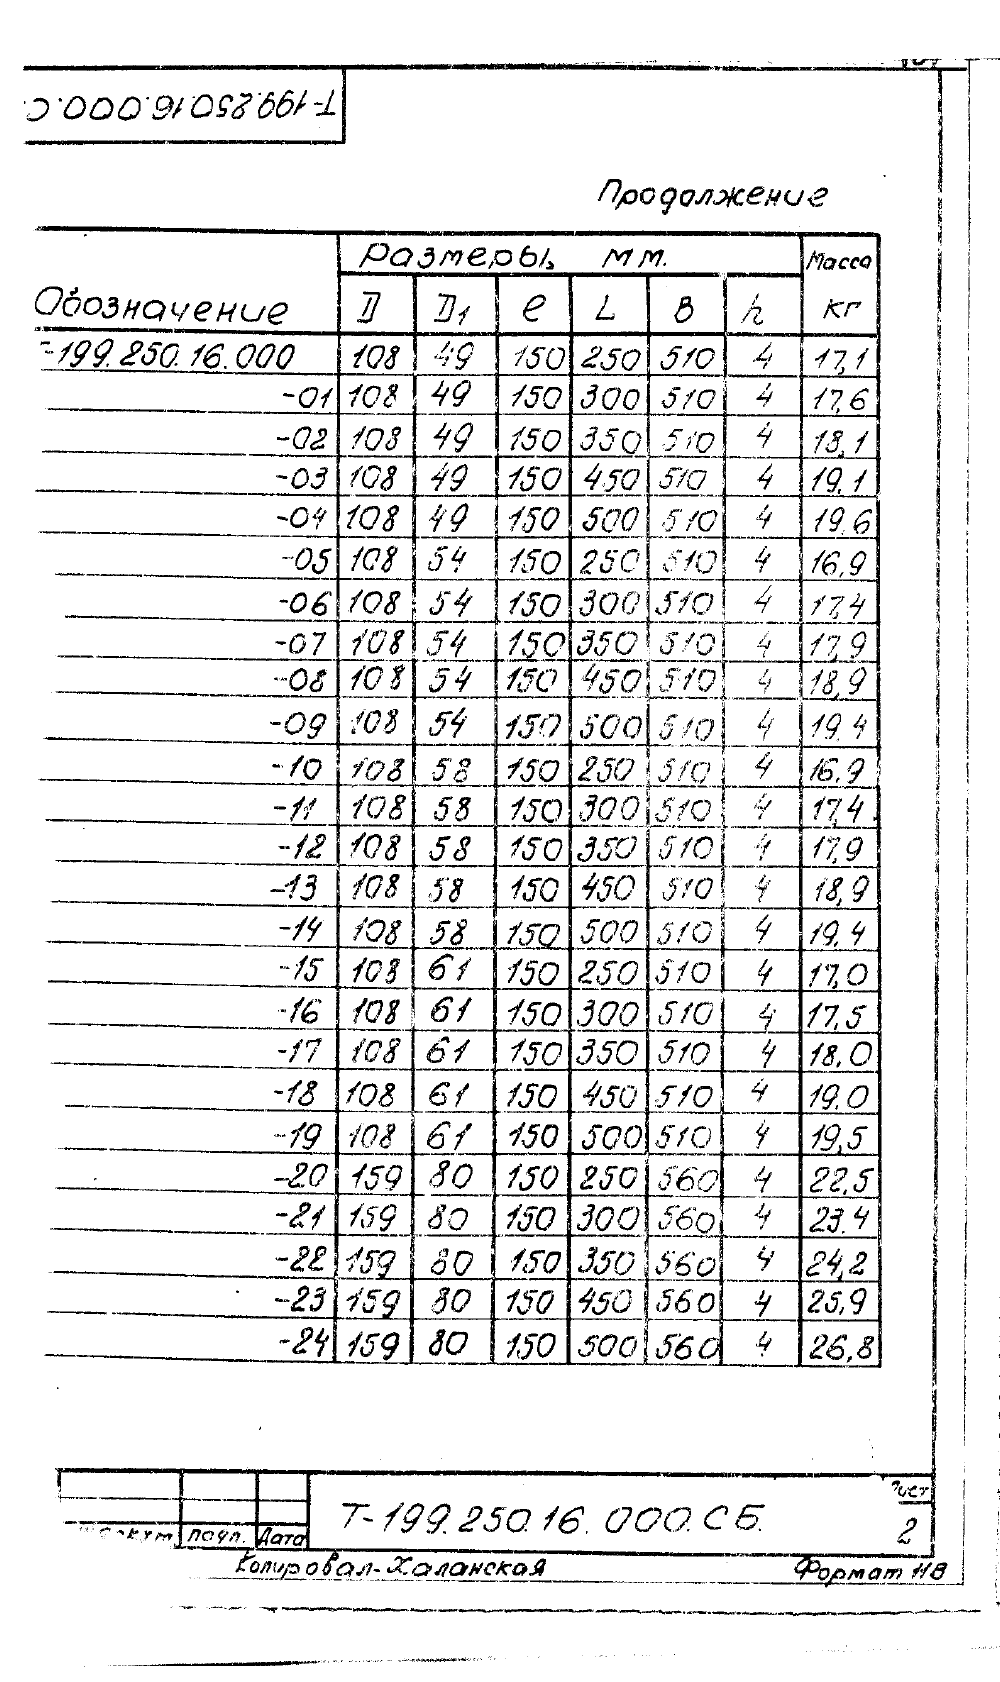 Т-199.250.16.000.С
Продолжение
Обозначение Размеры, мм. Масса кг
D D1 e L B h
Т-199.250.16.000 108 49 150 250 510 4 17,1
-01 108 49 150 300 510 4 17,6
-02 108 49 150 350 510 4 18,1
-03 108 49 150 450 510 4 19,1
-04 108 49 150 500 510 4 19,6
-05 108 54 150 250 510 4 16,9
-06 108 54 150 300 510 4 17,4
-07 108 54 150 350 510 4 17,9
-08 108 54 150 450 510 4 18,9
-09 108 54 150 500 510 4 19,4
-10 108 58 150 250 510 4 16,9
-11 108 58 150 300 510 4 17,4
-12 108 58 150 350 510 4 17,9
-13 108 58 150 450 510 4 18,9
-14 108 58 150 500 510 4 19,4
-15 108 61 150 250 510 4 17,0
-16 108 61 150 300 510 4 17,5
-17 108 61 150 350 510 4 18,0
-18 108 61 150 450 510 4 19,0
-19 108 61 150 500 510 4 19,5
-20 159 80 150 250 560 4 22,5
-21 159 80 150 300 560 4 23,4
-22 159 80 150 350 560 4 24,2
-23 159 80 150 450 560 4 25,9
-24 159 80 150 500 560 4 26,8
Т-199.250.16.000.СБ.
Лист
2
подп. Дата
Копировал-Халанская Формат 11В